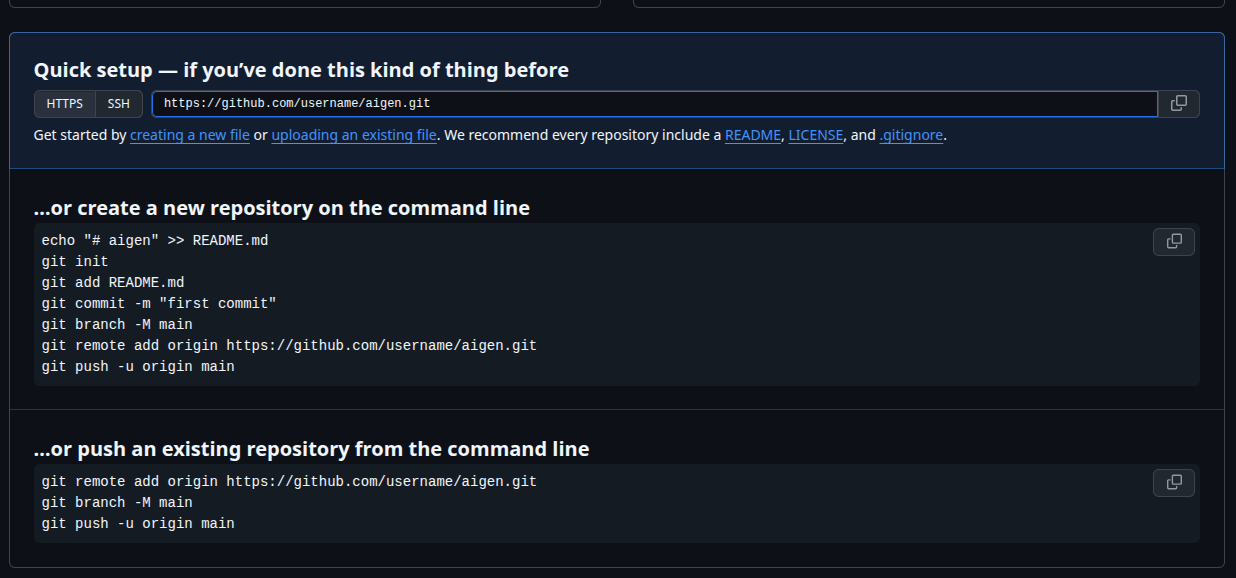 Quick setup — if you’ve done this kind of thing before
HTTPS SSH https://github.com/username/aigen.git
Get started by creating a new file or uploading an existing file. We recommend every repository include a README, LICENSE, and .gitignore.
…or create a new repository on the command line
echo "# aigen" >> README.md
git init
git add README.md
git commit -m "first commit"
git branch -M main
git remote add origin https://github.com/username/aigen.git
git push -u origin main
…or push an existing repository from the command line
git remote add origin https://github.com/username/aigen.git
git branch -M main
git push -u origin main